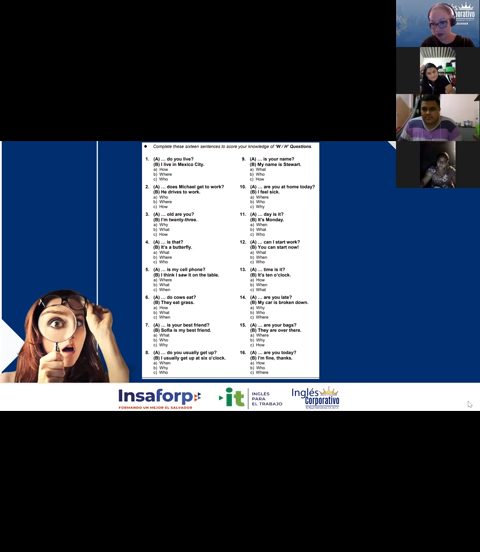 Corporativo
Complete these sixteen sentences to score your knowledge of 'W / H' Questions
1. (A) ... do you live?
(B) I live in Mexico City.
a) How
b) Where
c) Who
2. (A) ... does Michael get to work?
(B) He drives to work.
a) Who
b) Where
c) How
3. (A) ... old are you?
(B) I'm twenty-three.
a) Why
b) What
c) How
4. (A) ... is that?
(B) It's a butterfly.
a) What
b) Where
c) Who
5. (A) ... is my cell phone?
(B) I think I saw it on the table.
a) Where
b) What
c) When
6. (A) ... do cows eat?
(B) They eat grass.
a) How
b) What
c) When
7. (A) ... is your best friend?
(B) Sofia is my best friend.
a) What
b) Who
c) Why
8. (A) ... do you usually get up?
(B) I usually get up at six o'clock.
a) When
b) Why
c) Who
9. (A) ... is your name?
(B) My name is Stewart.
a) What
b) Who
c) How
10. (A) ... are you at home today?
(B) I feel sick.
a) Where
b) Who
c) Why
11. (A) ... day is it?
(B) It's Monday.
a) When
b) What
c) Who
12. (A) ... can I start work?
(B) You can start now!
a) What
b) When
c) Who
13. (A) ... time is it?
(B) It's ten o'clock.
a) How
b) When
c) What
14. (A) ... are you late?
(B) My car is broken down.
a) Why
b) Who
c) Where
15. (A) ... are your bags?
(B) They are over there.
a) Where
b) Why
c) How
16. (A) ... are you today?
(B) I'm fine, thanks.
a) How
b) Who
c) Where
Insaforp
FORMANDO UN MEJOR EL SALVADOR
it
INGLÉS
PARA
EL TRABAJO
Inglés
Corporativo